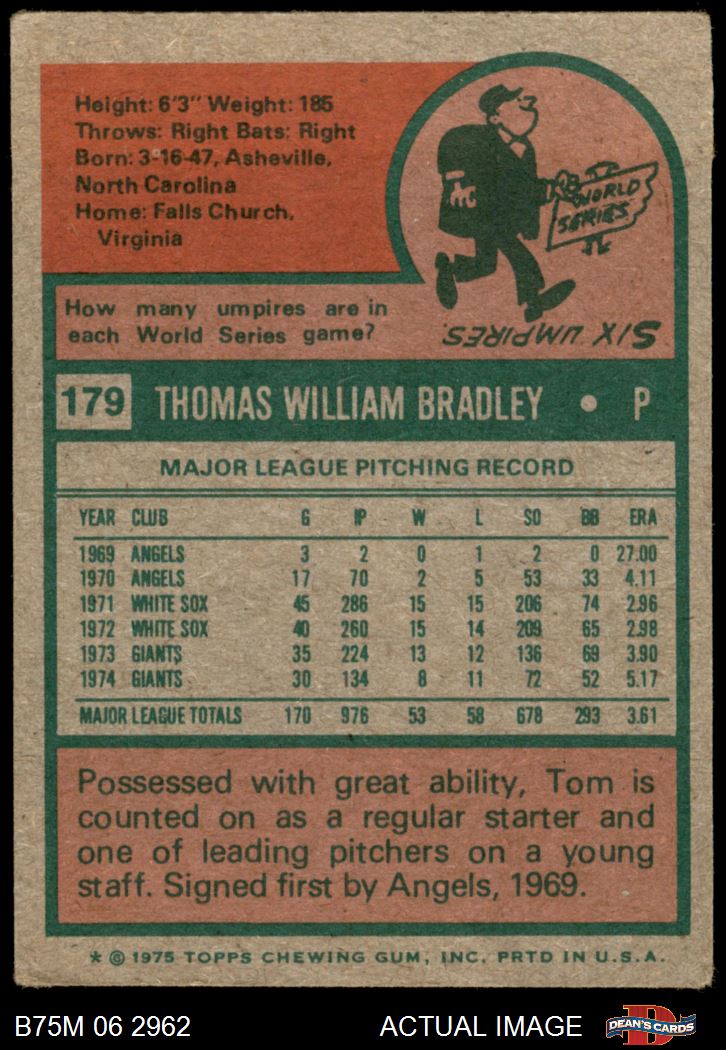 Height: 6'3" Weight: 185
Throws: Right Bats: Right
Born: 3-16-47, Asheville,
North Carolina
Home: Falls Church,
Virginia
WORLD
SERIES
How many umpires are in
each World Series game?
SIX UMPIRES.
179 THOMAS WILLIAM BRADLEY • P
MAJOR LEAGUE PITCHING RECORD
YEAR CLUB G IP W L SO BB ERA
1969 ANGELS 3 2 0 1 2 0 27.00
1970 ANGELS 17 70 2 5 53 33 4.11
1971 WHITE SOX 45 286 15 15 206 74 2.96
1972 WHITE SOX 40 260 15 14 209 65 2.98
1973 GIANTS 35 224 13 12 136 69 3.90
1974 GIANTS 30 134 8 11 72 52 5.17
MAJOR LEAGUE TOTALS 170 976 53 58 678 293 3.61
Possessed with great ability, Tom is
counted on as a regular starter and
one of leading pitchers on a young
staff. Signed first by Angels, 1969.
* © 1975 TOPPS CHEWING GUM, INC. PRTD IN U.S.A.
B75M 06 2962 ACTUAL IMAGE D DEAN'S CARDS